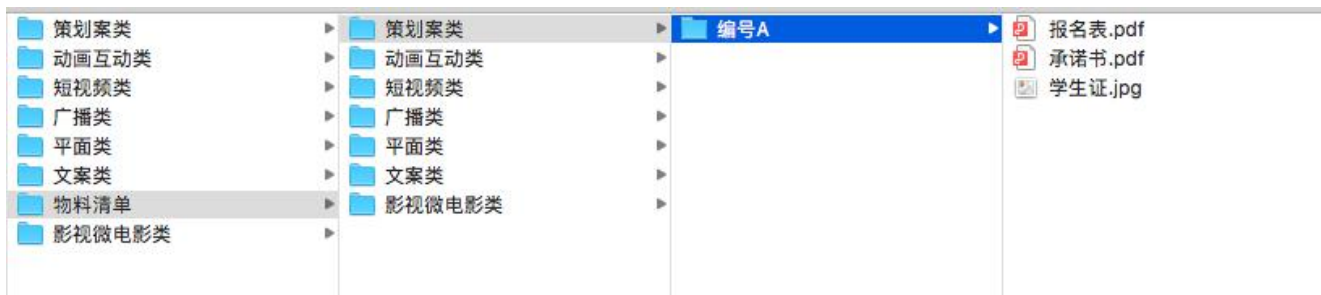 策划案类
动画互动类
短视频类
广播类
平面类
文案类
物料清单
影视微电影类
策划案类
动画互动类
短视频类
广播类
平面类
文案类
影视微电影类
编号A
报名表.pdf
承诺书.pdf
学生证.jpg